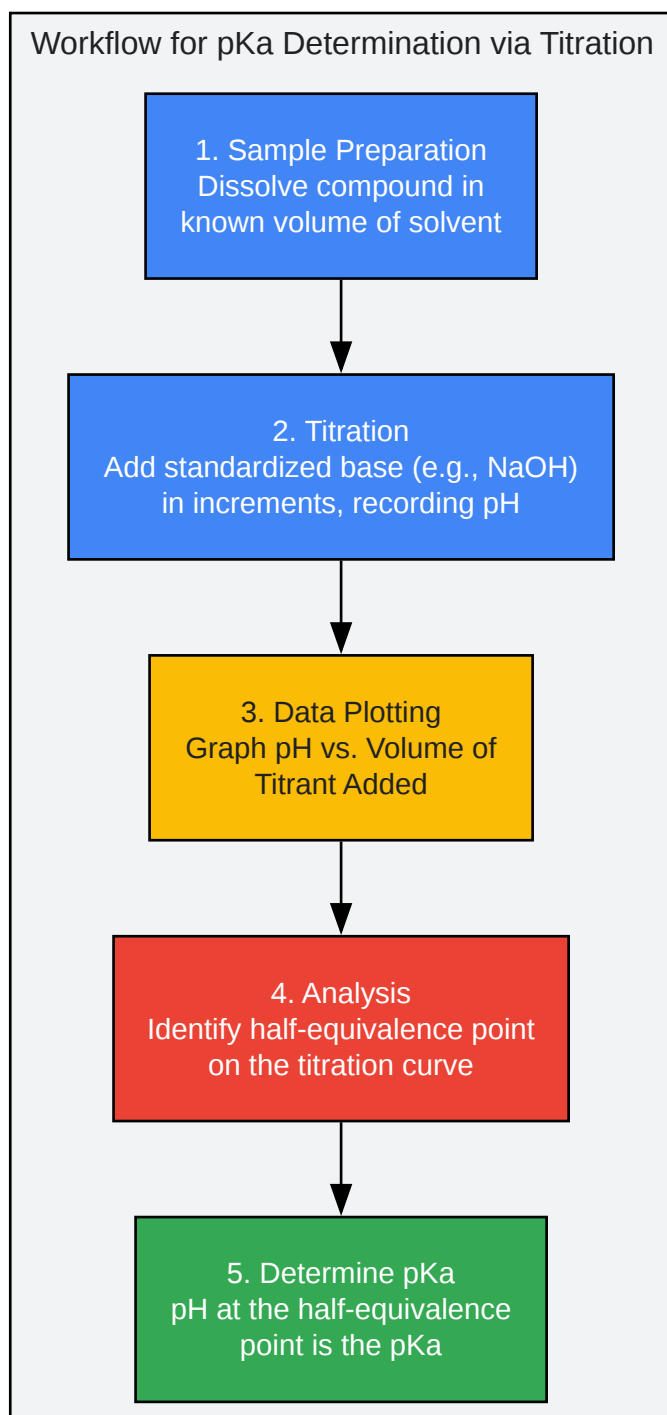 Workflow for pKa Determination via Titration
1. Sample Preparation
Dissolve compound in
known volume of solvent
2. Titration
Add standardized base (e.g., NaOH)
in increments, recording pH
3. Data Plotting
Graph pH vs. Volume of
Titrant Added
4. Analysis
Identify half-equivalence point
on the titration curve
5. Determine pKa
pH at the half-equivalence
point is the pKa